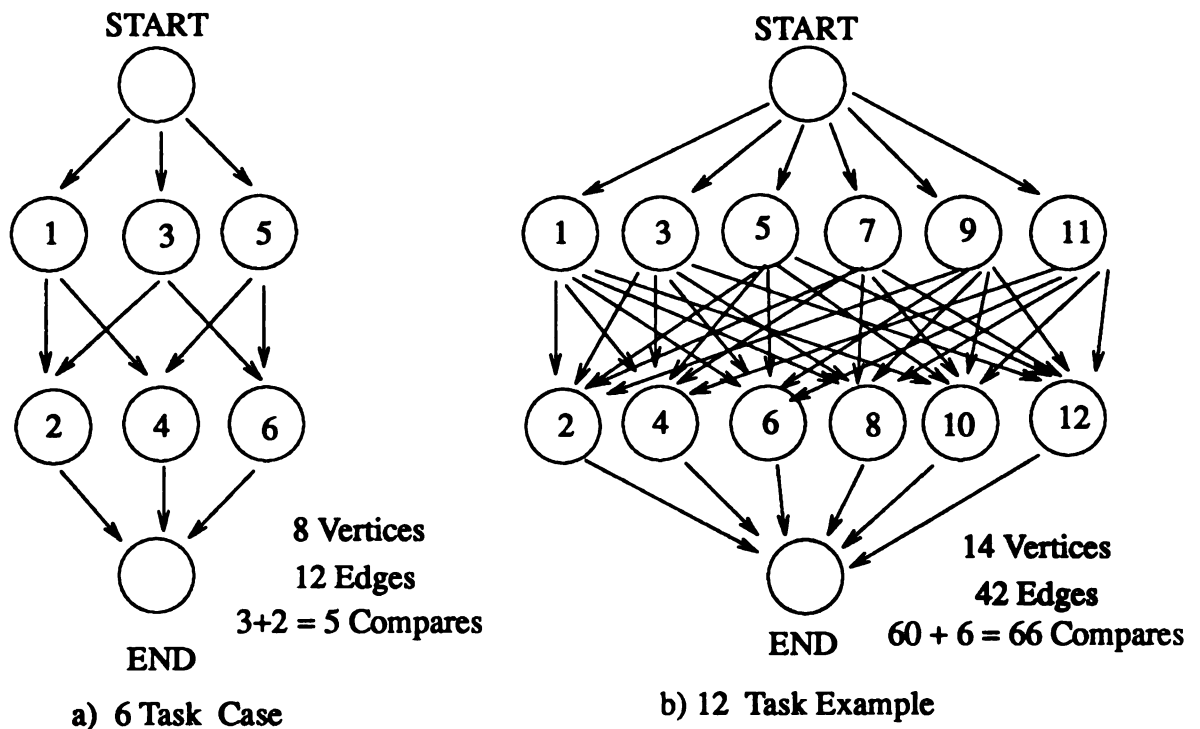 START
1 3 5
2 4 6
8 Vertices
12 Edges
3+2 = 5 Compares
END
a) 6 Task Case
START
1 3 5 7 9 11
2 4 6 8 10 12
14 Vertices
42 Edges
60 + 6 = 66 Compares
END
b) 12 Task Example